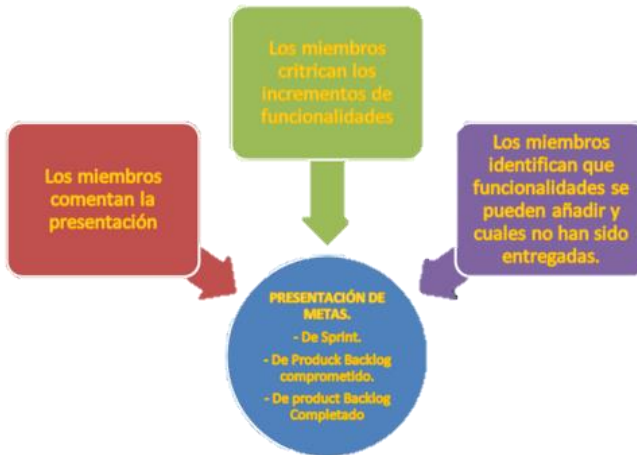 Los miembros
critrican los
incrementos de
funcionalidades
Los miembros
comentan la
presentación
Los miembros
identifican que
funcionalidades se
pueden añadir y
cuales no han sido
entregadas.
PRESENTACIÓN DE
METAS.
- De Sprint.
- De Produck Backlog
comprometido.
- De product Backlog
Completado